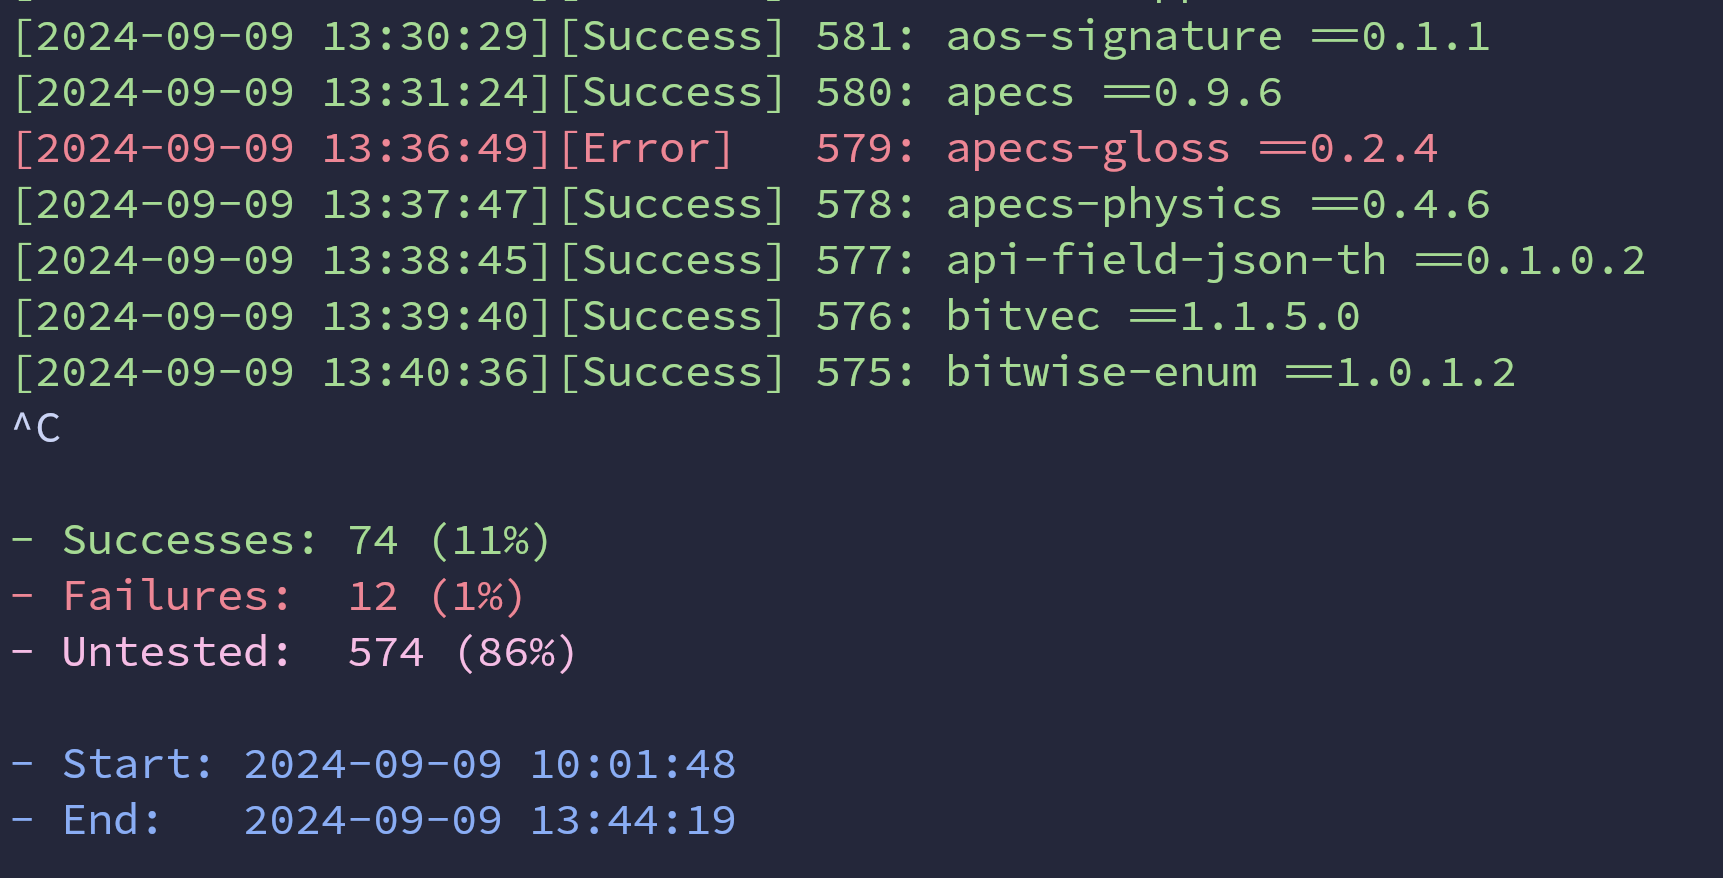 [2024-09-09 13:30:29][Success] 581: aos-signature ==0.1.1
[2024-09-09 13:31:24][Success] 580: apecs ==0.9.6
[2024-09-09 13:36:49][Error]   579: apecs-gloss ==0.2.4
[2024-09-09 13:37:47][Success] 578: apecs-physics ==0.4.6
[2024-09-09 13:38:45][Success] 577: api-field-json-th ==0.1.0.2
[2024-09-09 13:39:40][Success] 576: bitvec ==1.1.5.0
[2024-09-09 13:40:36][Success] 575: bitwise-enum ==1.0.1.2
^C
- Successes: 74 (11%)
- Failures:  12 (1%)
- Untested:  574 (86%)
- Start: 2024-09-09 10:01:48
- End:   2024-09-09 13:44:19